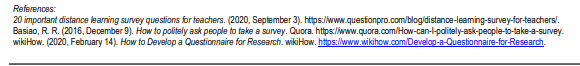 References:
20 important distance learning survey questions for teachers. (2020, September 3). https://www.questionpro.com/blog/distance-learning-survey-for-teachers/.
Basiao, R. R. (2016, December 9). How to politely ask people to take a survey. Quora. https://www.quora.com/How-can-I-politely-ask-people-to-take-a-survey.
wikiHow. (2020, February 14). How to Develop a Questionnaire for Research. wikiHow. https://www.wikihow.com/Develop-a-Questionnaire-for-Research.